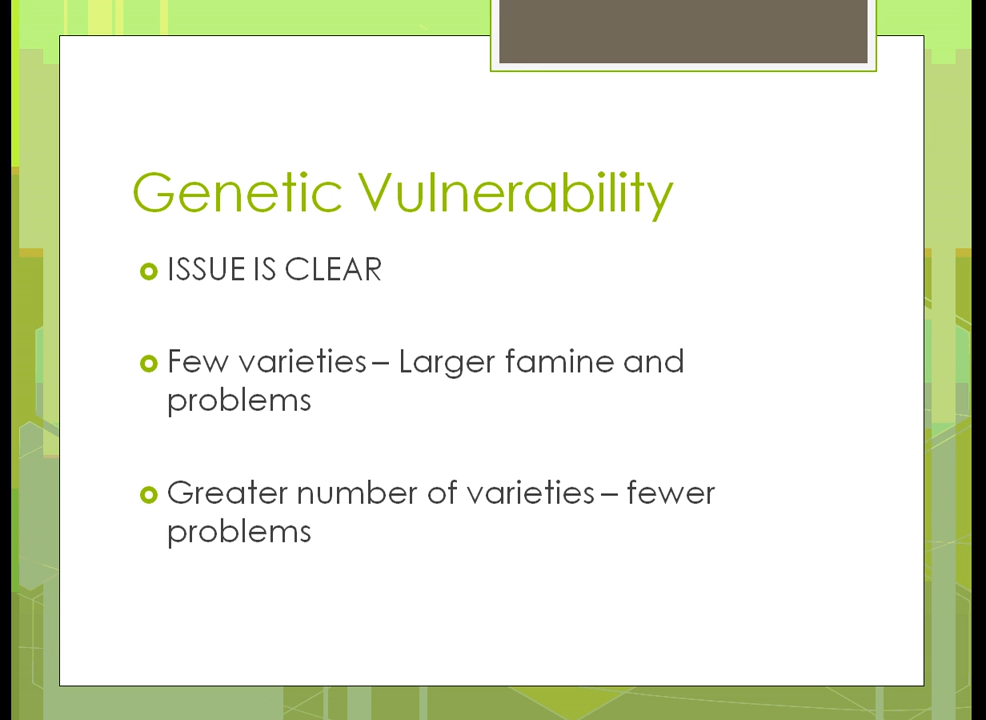 Genetic Vulnerability
ISSUE IS CLEAR
Few varieties – Larger famine and
problems
Greater number of varieties – fewer
problems